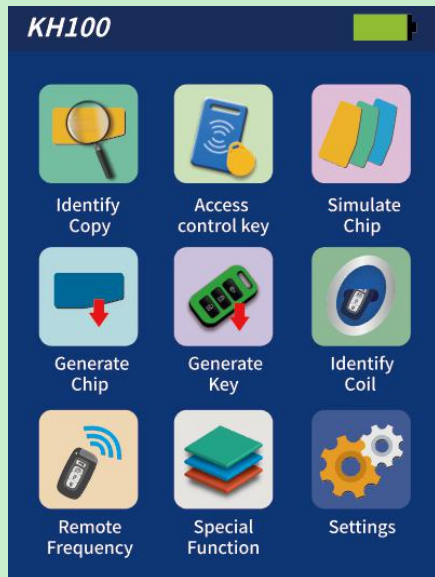 KH100
Identify
Copy
Access
control key
Simulate
Chip
Generate
Chip
Generate
Key
Identify
Coil
Remote
Frequency
Special
Function
Settings